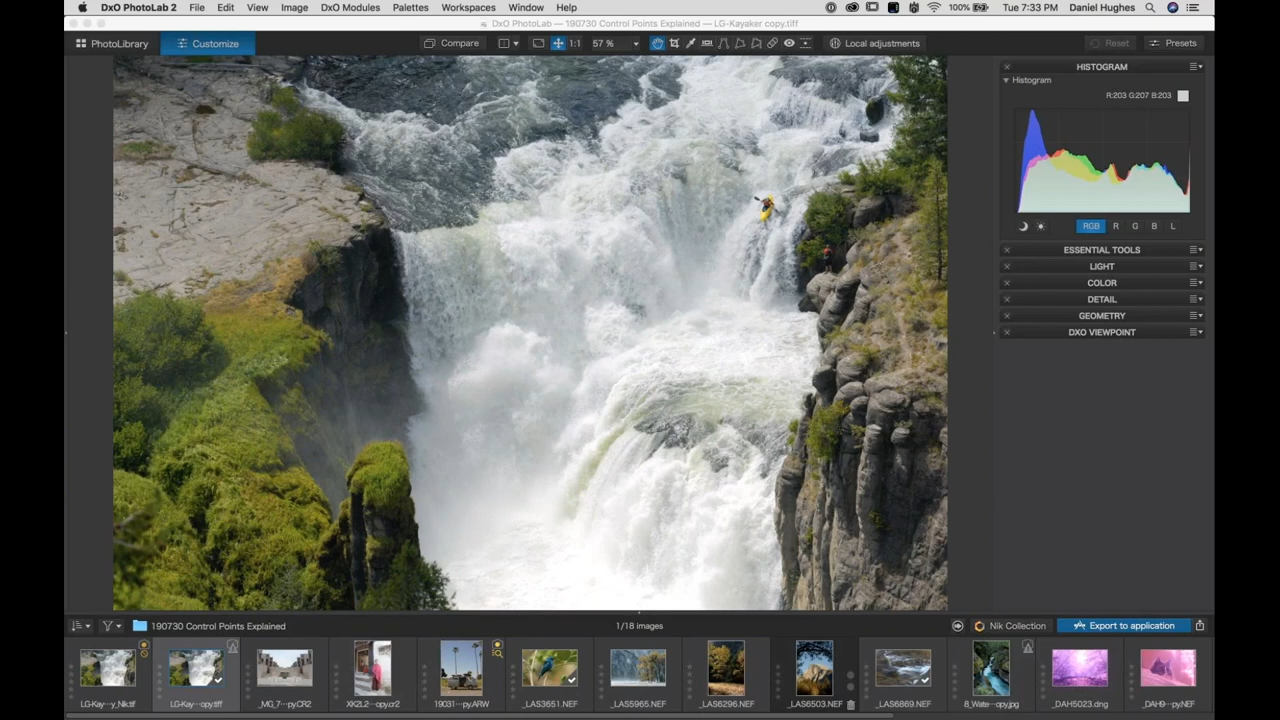 DxO PhotoLab 2 File Edit View Image DxO Modules Palettes Workspaces Window Help 100% Tue 7:33 PM Daniel Hughes
DxO PhotoLab — 190730 Control Points Explained — LG-Kayaker copy.tiff
PhotoLibrary Customize Compare 1:1 57 % Local adjustments Reset Presets
HISTOGRAM
Histogram
R:203 G:207 B:203
RGB R G B L
ESSENTIAL TOOLS
LIGHT
COLOR
DETAIL
GEOMETRY
DXO VIEWPOINT
190730 Control Points Explained 1/18 images Nik Collection Export to application
LG-Kay···y_Nik.tif LG-Kay···opy.tiff _MG_7···py.CR2 XK2L2···opy.cr2 19031···py.ARW _LAS3651.NEF _LAS5965.NEF _LAS6296.NEF _LAS6503.NEF _LAS6869.NEF 8_Wate···opy.jpg _DAH5023.dng _DAH9···py.NEF